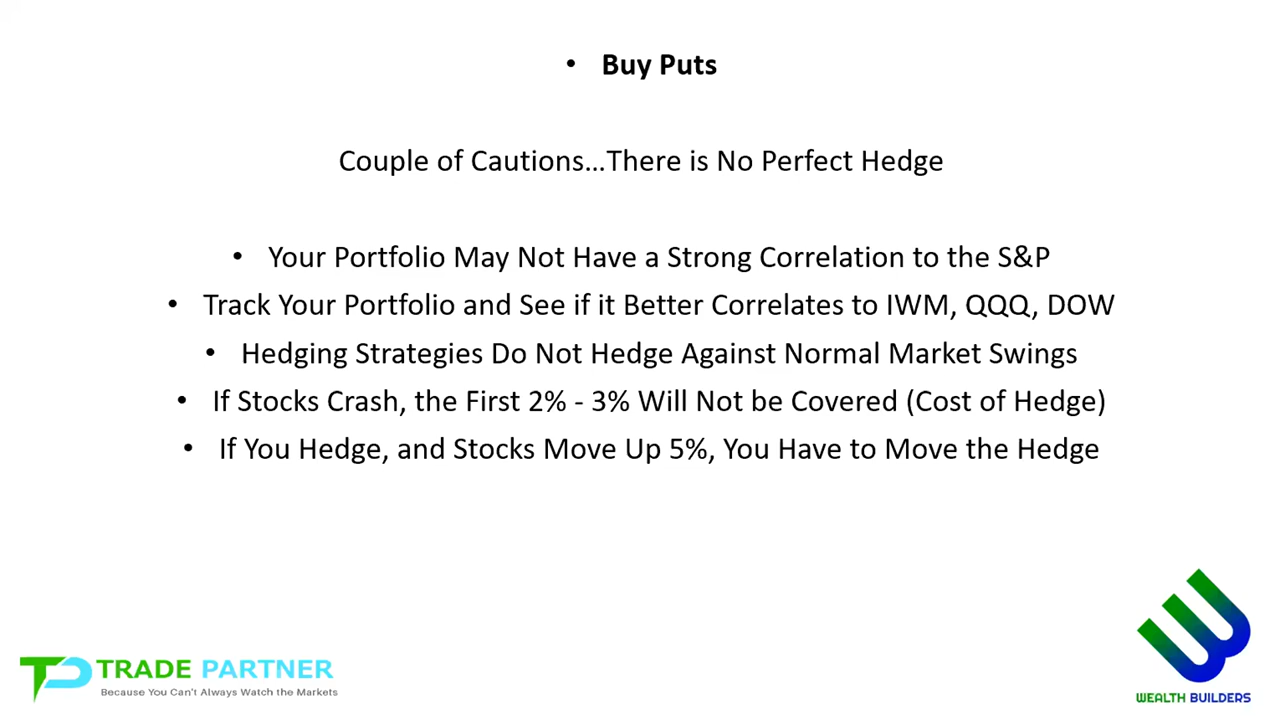 • Buy Puts
Couple of Cautions...There is No Perfect Hedge
• Your Portfolio May Not Have a Strong Correlation to the S&P
• Track Your Portfolio and See if it Better Correlates to IWM, QQQ, DOW
• Hedging Strategies Do Not Hedge Against Normal Market Swings
• If Stocks Crash, the First 2% - 3% Will Not be Covered (Cost of Hedge)
• If You Hedge, and Stocks Move Up 5%, You Have to Move the Hedge
TRADE PARTNER
Because You Can't Always Watch the Markets
WEALTH BUILDERS